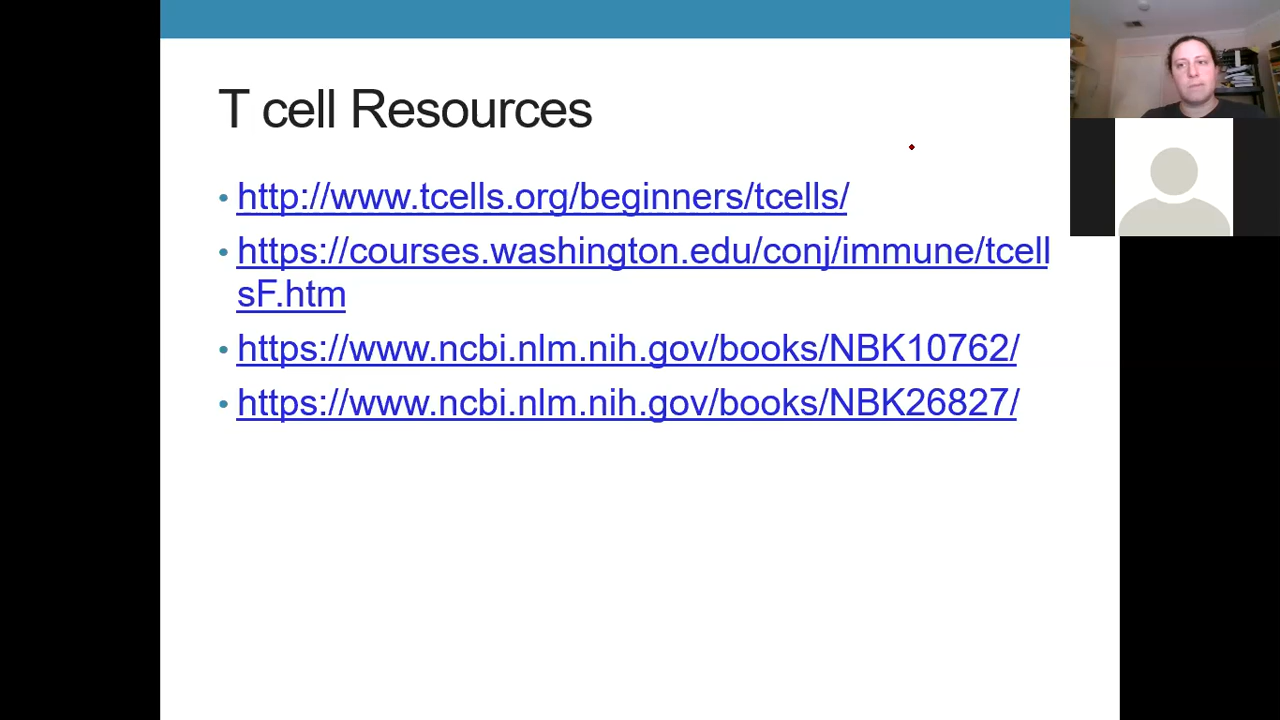 T cell Resources
• http://www.tcells.org/beginners/tcells/
• https://courses.washington.edu/conj/immune/tcell
sF.htm
• https://www.ncbi.nlm.nih.gov/books/NBK10762/
• https://www.ncbi.nlm.nih.gov/books/NBK26827/